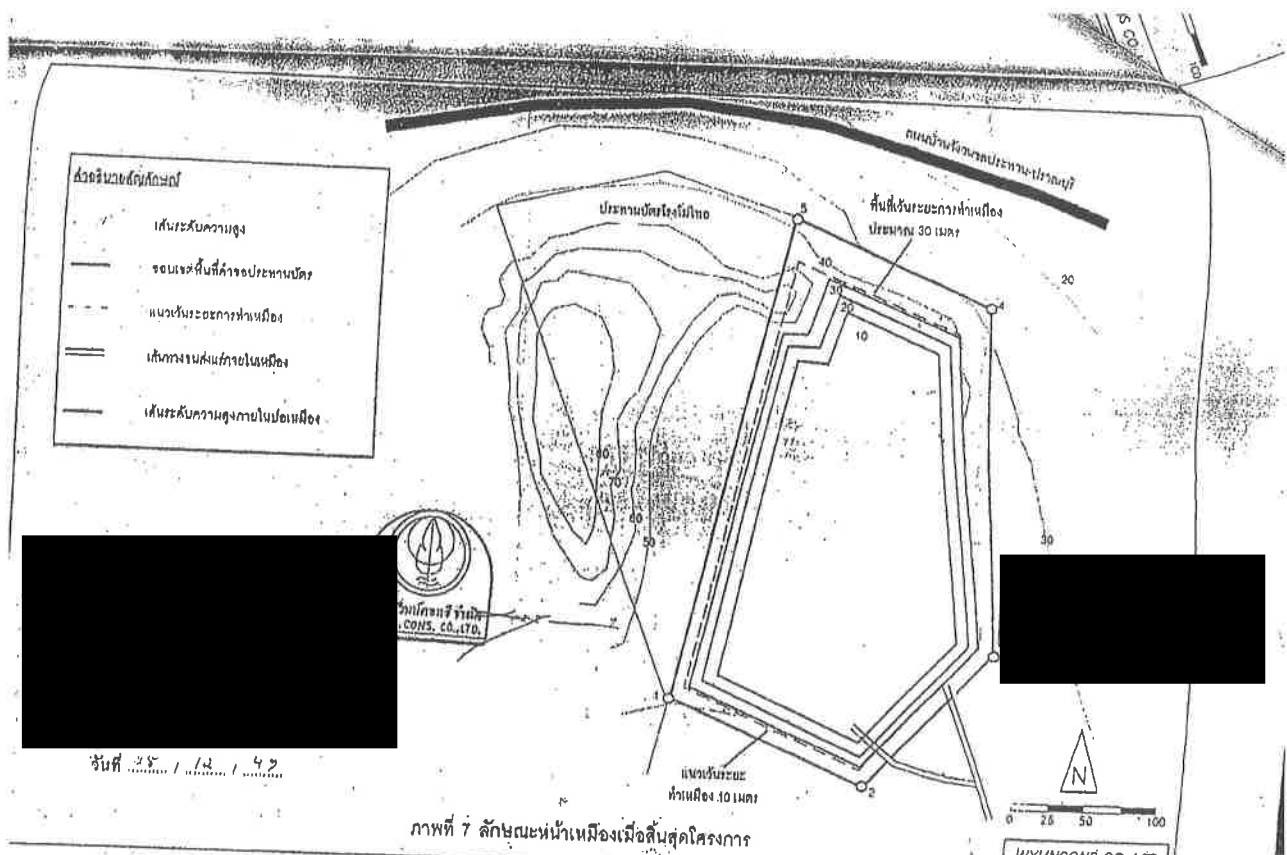 S CO
100
คำอธิบายสัญลักษณ์
เส้นระดับความสูง
ขอบเขตพื้นที่คำขอประทานบัตร
แนวเว้นระยะการทำเหมือง
เส้นทางขนส่งแร่ภายในเหมือง
เส้นระดับความสูงภายในบ่อเหมือง
ถนนบ้านวังวนชลประทาน-ปราณบุรี
ประทานบัตรโรงโม่ไทอ
5
พื้นที่เว้นระยะการทำเหมือง
ประมาณ 30 เมตร
40
30
20
10
20
4
70
60
50
30
CONS. CO.,LTD.
1
2
แนวเว้นระยะ
ทำเหมือง 10 เมตร
วันที่ / 12 / 49
N
0 25 50 100
ภาพที่ 7 ลักษณะหน้าเหมืองเมื่อสิ้นสุดโครงการ